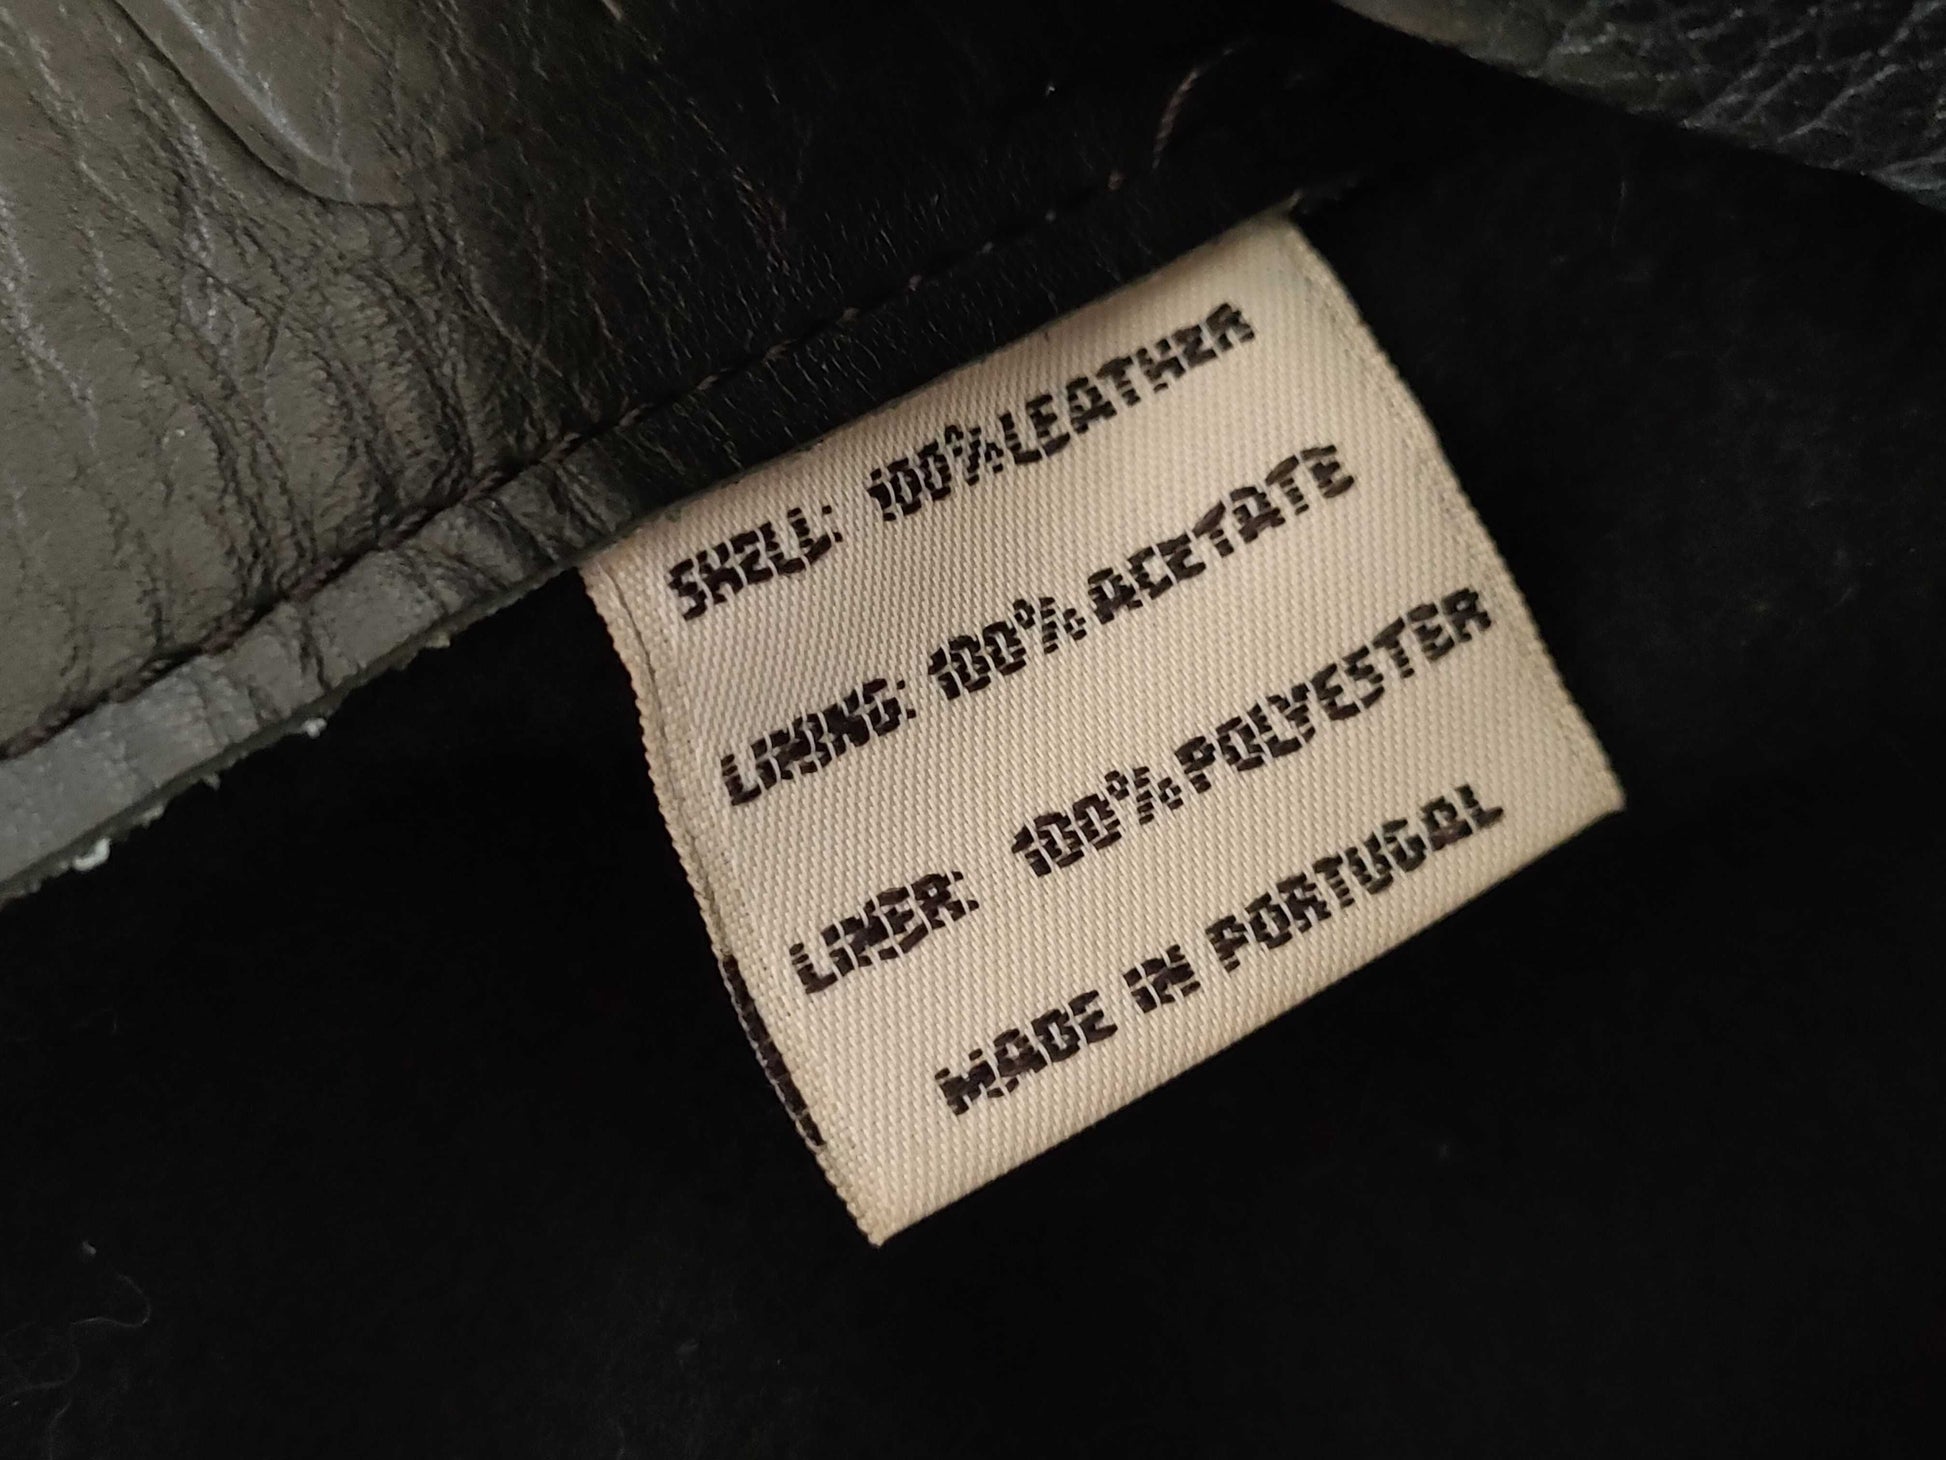 SHELL: 100% LEATHER
LINING: 100% ACETATE
LINER: 100% POLYESTER
MADE IN PORTUGAL